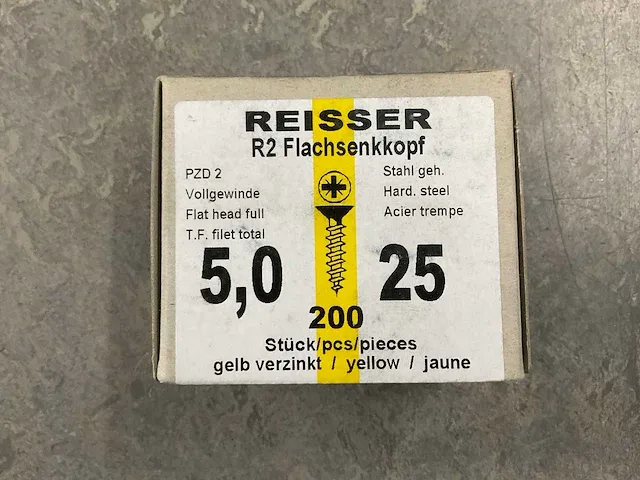 REISSER
R2 Flachsenkkopf
PZD 2
Vollgewinde
Flat head full
T.F. filet total
Stahl geh.
Hard. steel
Acier trempe
5,0
25
200
Stück/pcs/pieces
gelb verzinkt / yellow / jaune